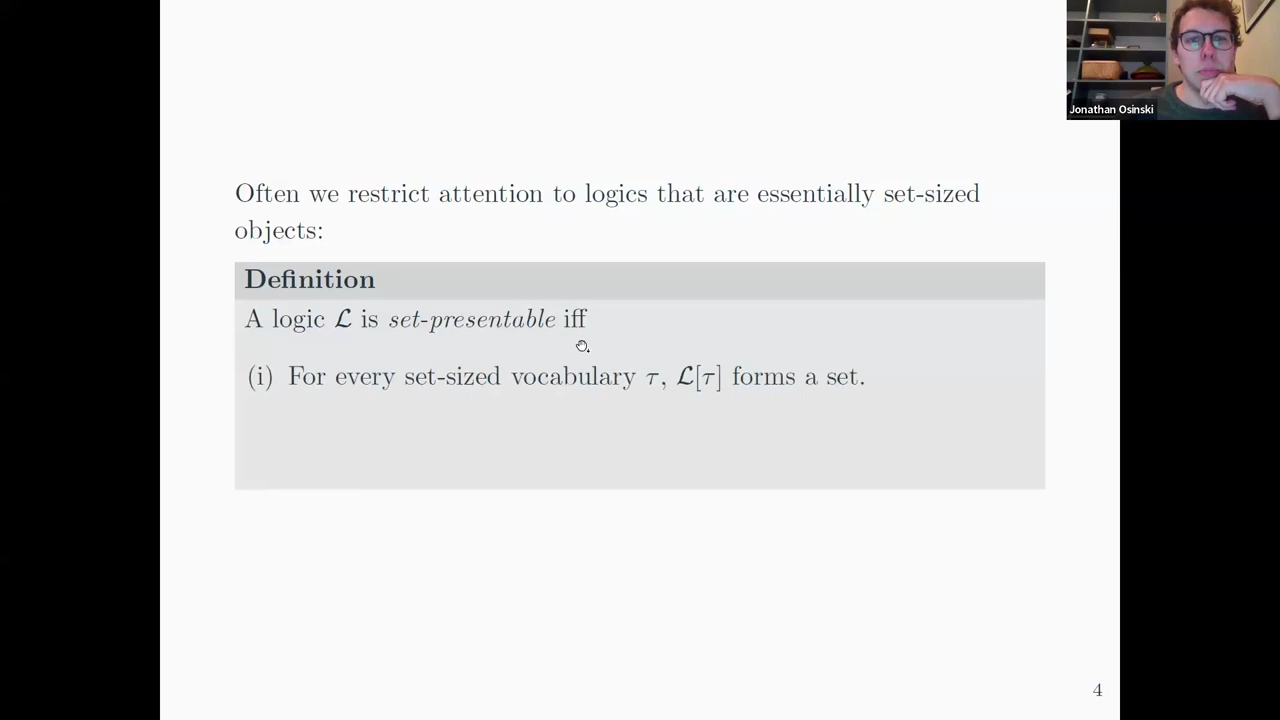 Jonathan Osinski
Often we restrict attention to logics that are essentially set-sized
objects:
Definition
A logic ℒ is set-presentable iff
(i) For every set-sized vocabulary τ, ℒ[τ] forms a set.
4